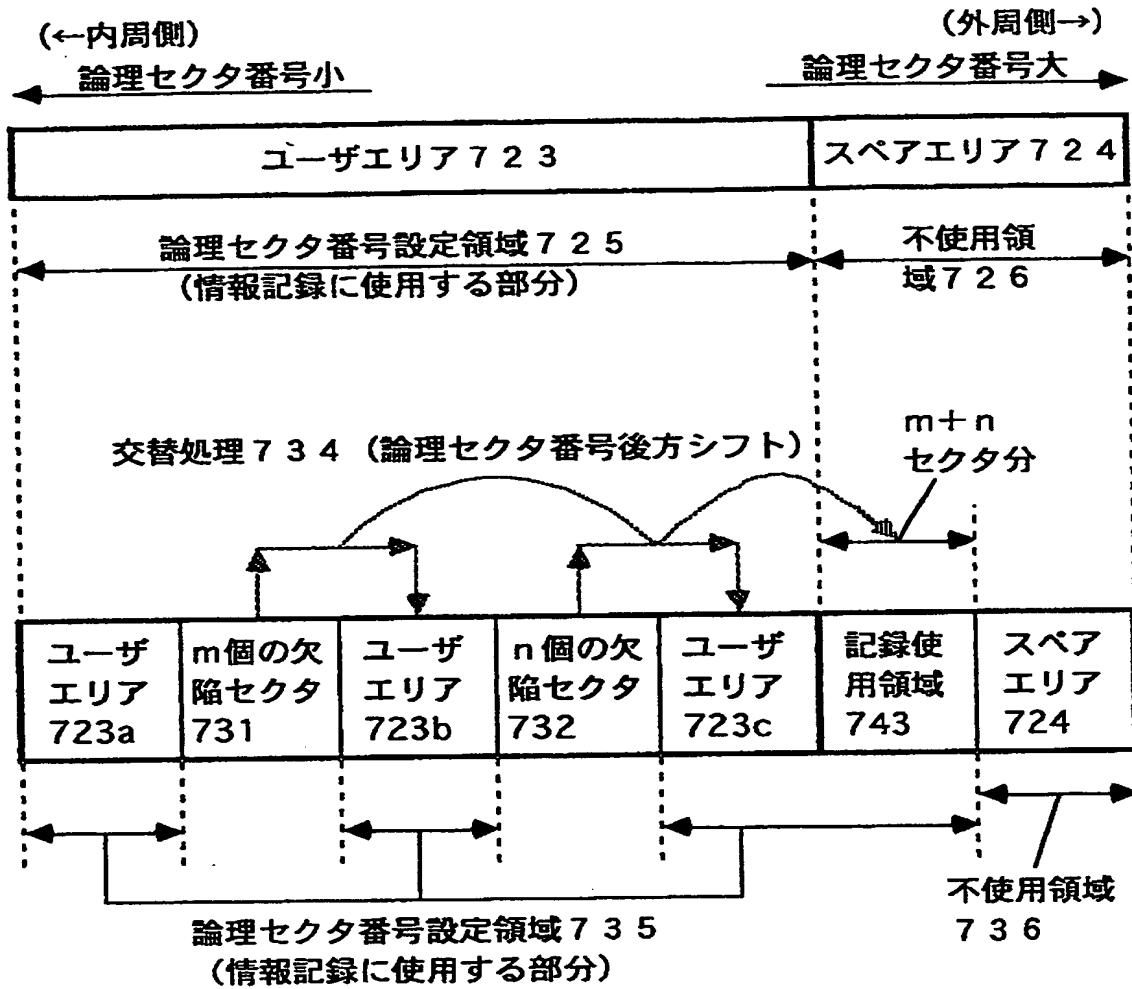 (←内周側)
(外周側→)
論理セクタ番号小
論理セクタ番号大
ユーザエリア723
スペアエリア724
論理セクタ番号設定領域725
(情報記録に使用する部分)
不使用領
域726
交替処理734(論理セクタ番号後方シフト)
m+n
セクタ分
ユーザ
エリア
723a
m個の欠
陥セクタ
731
ユーザ
エリア
723b
n個の欠
陥セクタ
732
ユーザ
エリア
723c
記録使
用領域
743
スペア
エリア
724
論理セクタ番号設定領域735
(情報記録に使用する部分)
不使用領域
736